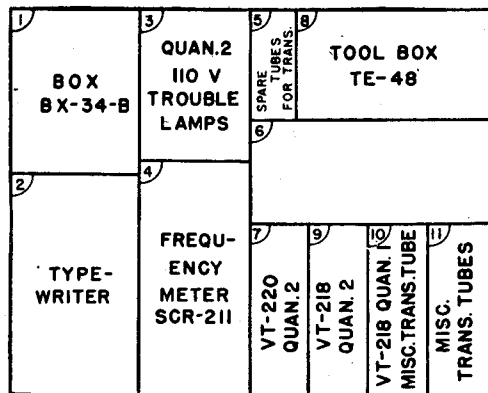 1
BOX
BX-34-B
2
TYPE-
WRITER
3
QUAN.2
110 V
TROUBLE
LAMPS
4
FREQU-
ENCY
METER
SCR-211
5
SPARE
TUBES
FOR TRANS.
8
TOOL BOX
TE-48
6
7
VT-220
QUAN.2
9
VT-218
QUAN. 2
10
VT-218 QUAN. 1
MISC.TRANS.TUBE
11
MISC.
TRANS. TUBES